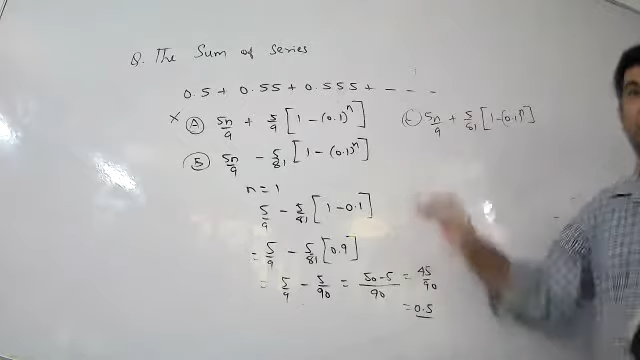 Q. The Sum of Series
0.5 + 0.55 + 0.555 + - - - -
× (A) 5n/9 + 5/9 [1 - (0.1)^n] (C) 5n/9 + 5/81 [1 - (0.1)^n]
(B) 5n/9 - 5/81 [1 - (0.1)^n]
n = 1
5/9 - 5/81 [1 - 0.1]
= 5/9 - 5/81 [0.9]
= 5/9 - 5/90 = 50-5/90 = 45/90
= 0.5